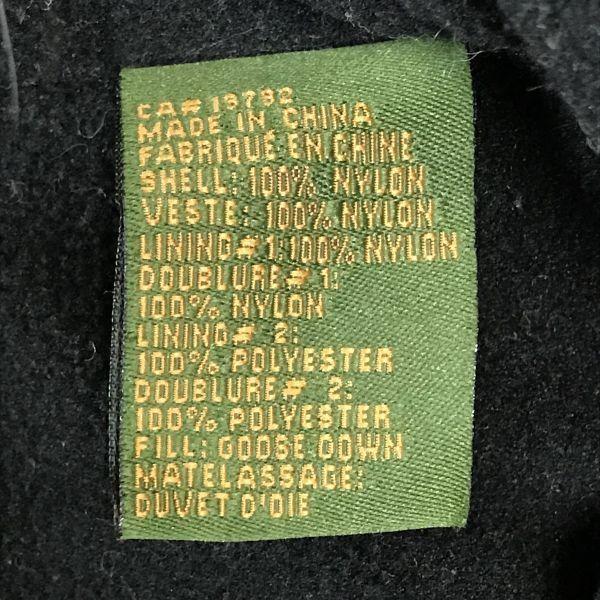 CA# 13782
MADE IN CHINA
FABRIQUÉ EN CHINE
SHELL: 100% NYLON
VESTE: 100% NYLON
LINING# 1:100% NYLON
DOUBLURE# 1:
100% NYLON
LINING# 2:
100% POLYESTER
DOUBLURE# 2:
100% POLYESTER
FILL: GOOSE DOWN
MATELASSAGE:
DUVET D'OIE